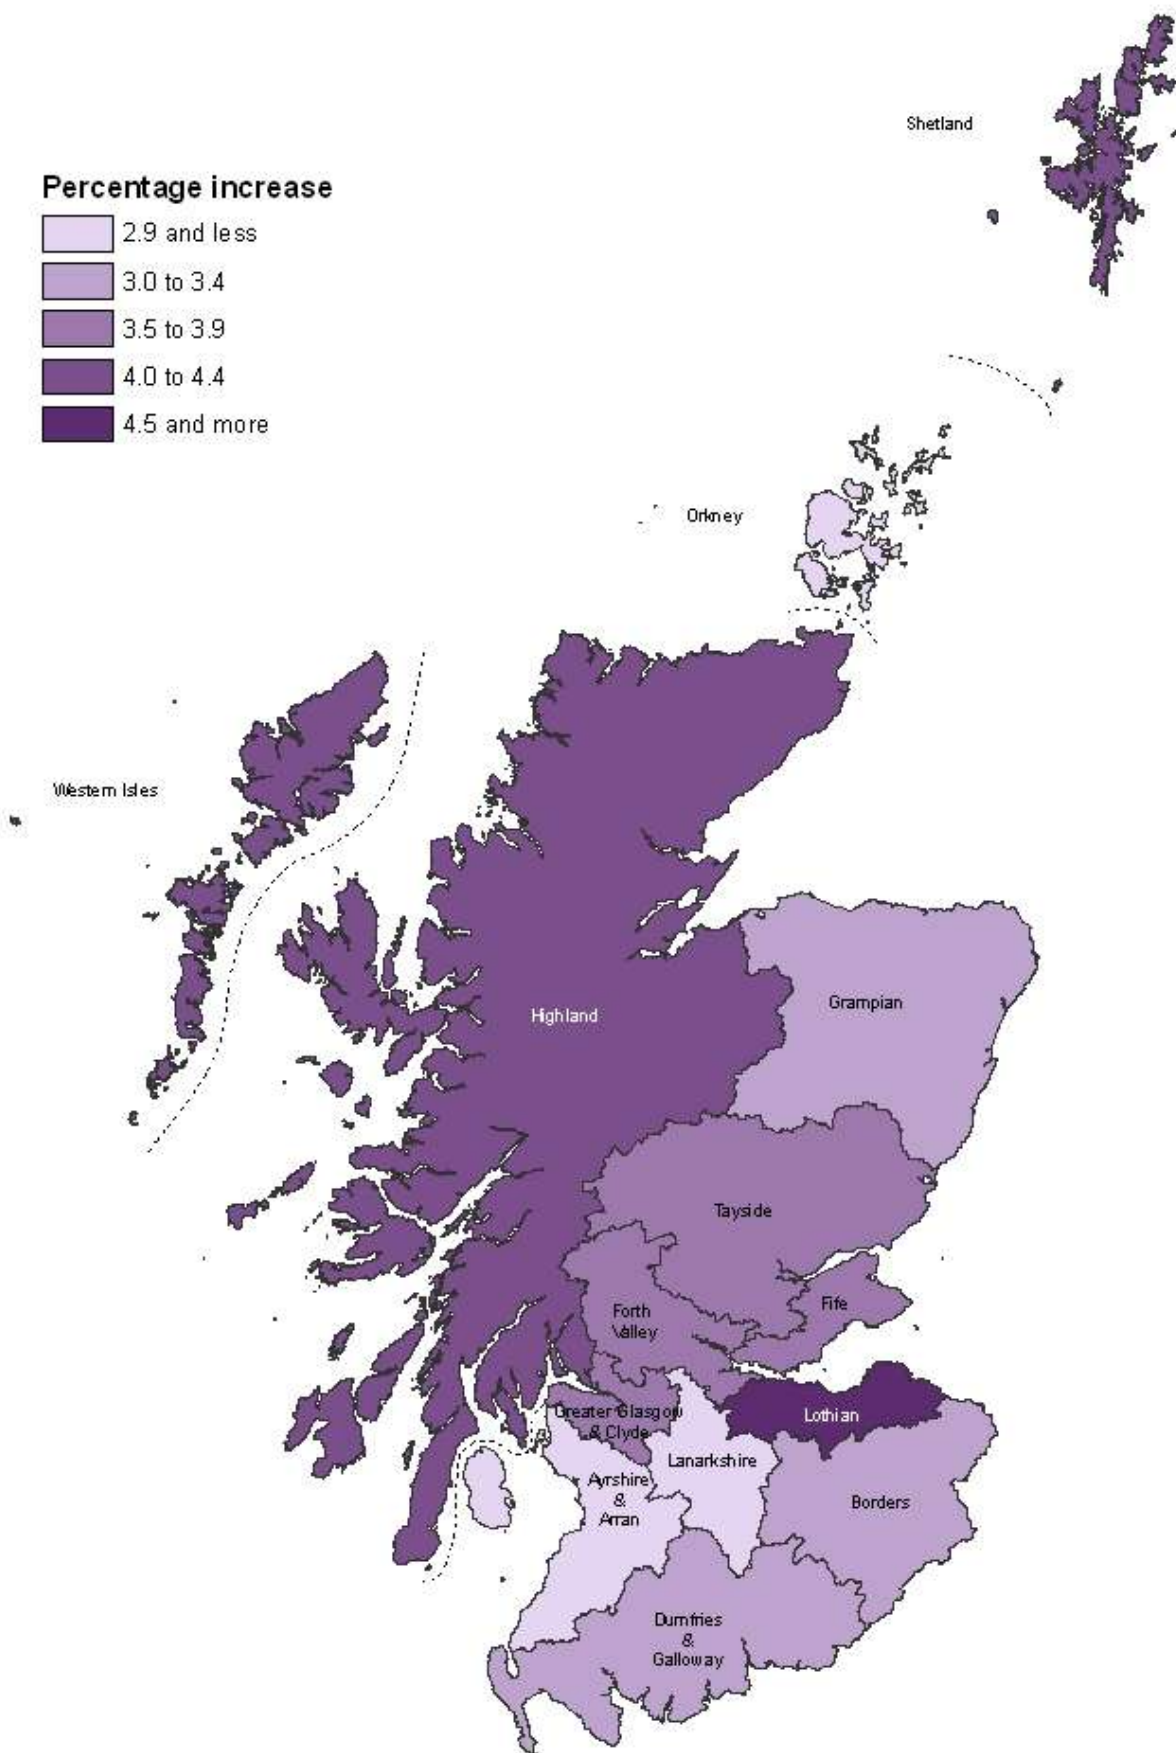 Shetland
Percentage increase
2.9 and less
3.0 to 3.4
3.5 to 3.9
4.0 to 4.4
4.5 and more
Orkney
Western Isles
Highland
Grampian
Tayside
Fife
Forth
Valley
Greater Glasgow
& Clyde
Lothian
Lanarkshire
Ayrshire
&
Arran
Borders
Dumfries
&
Galloway